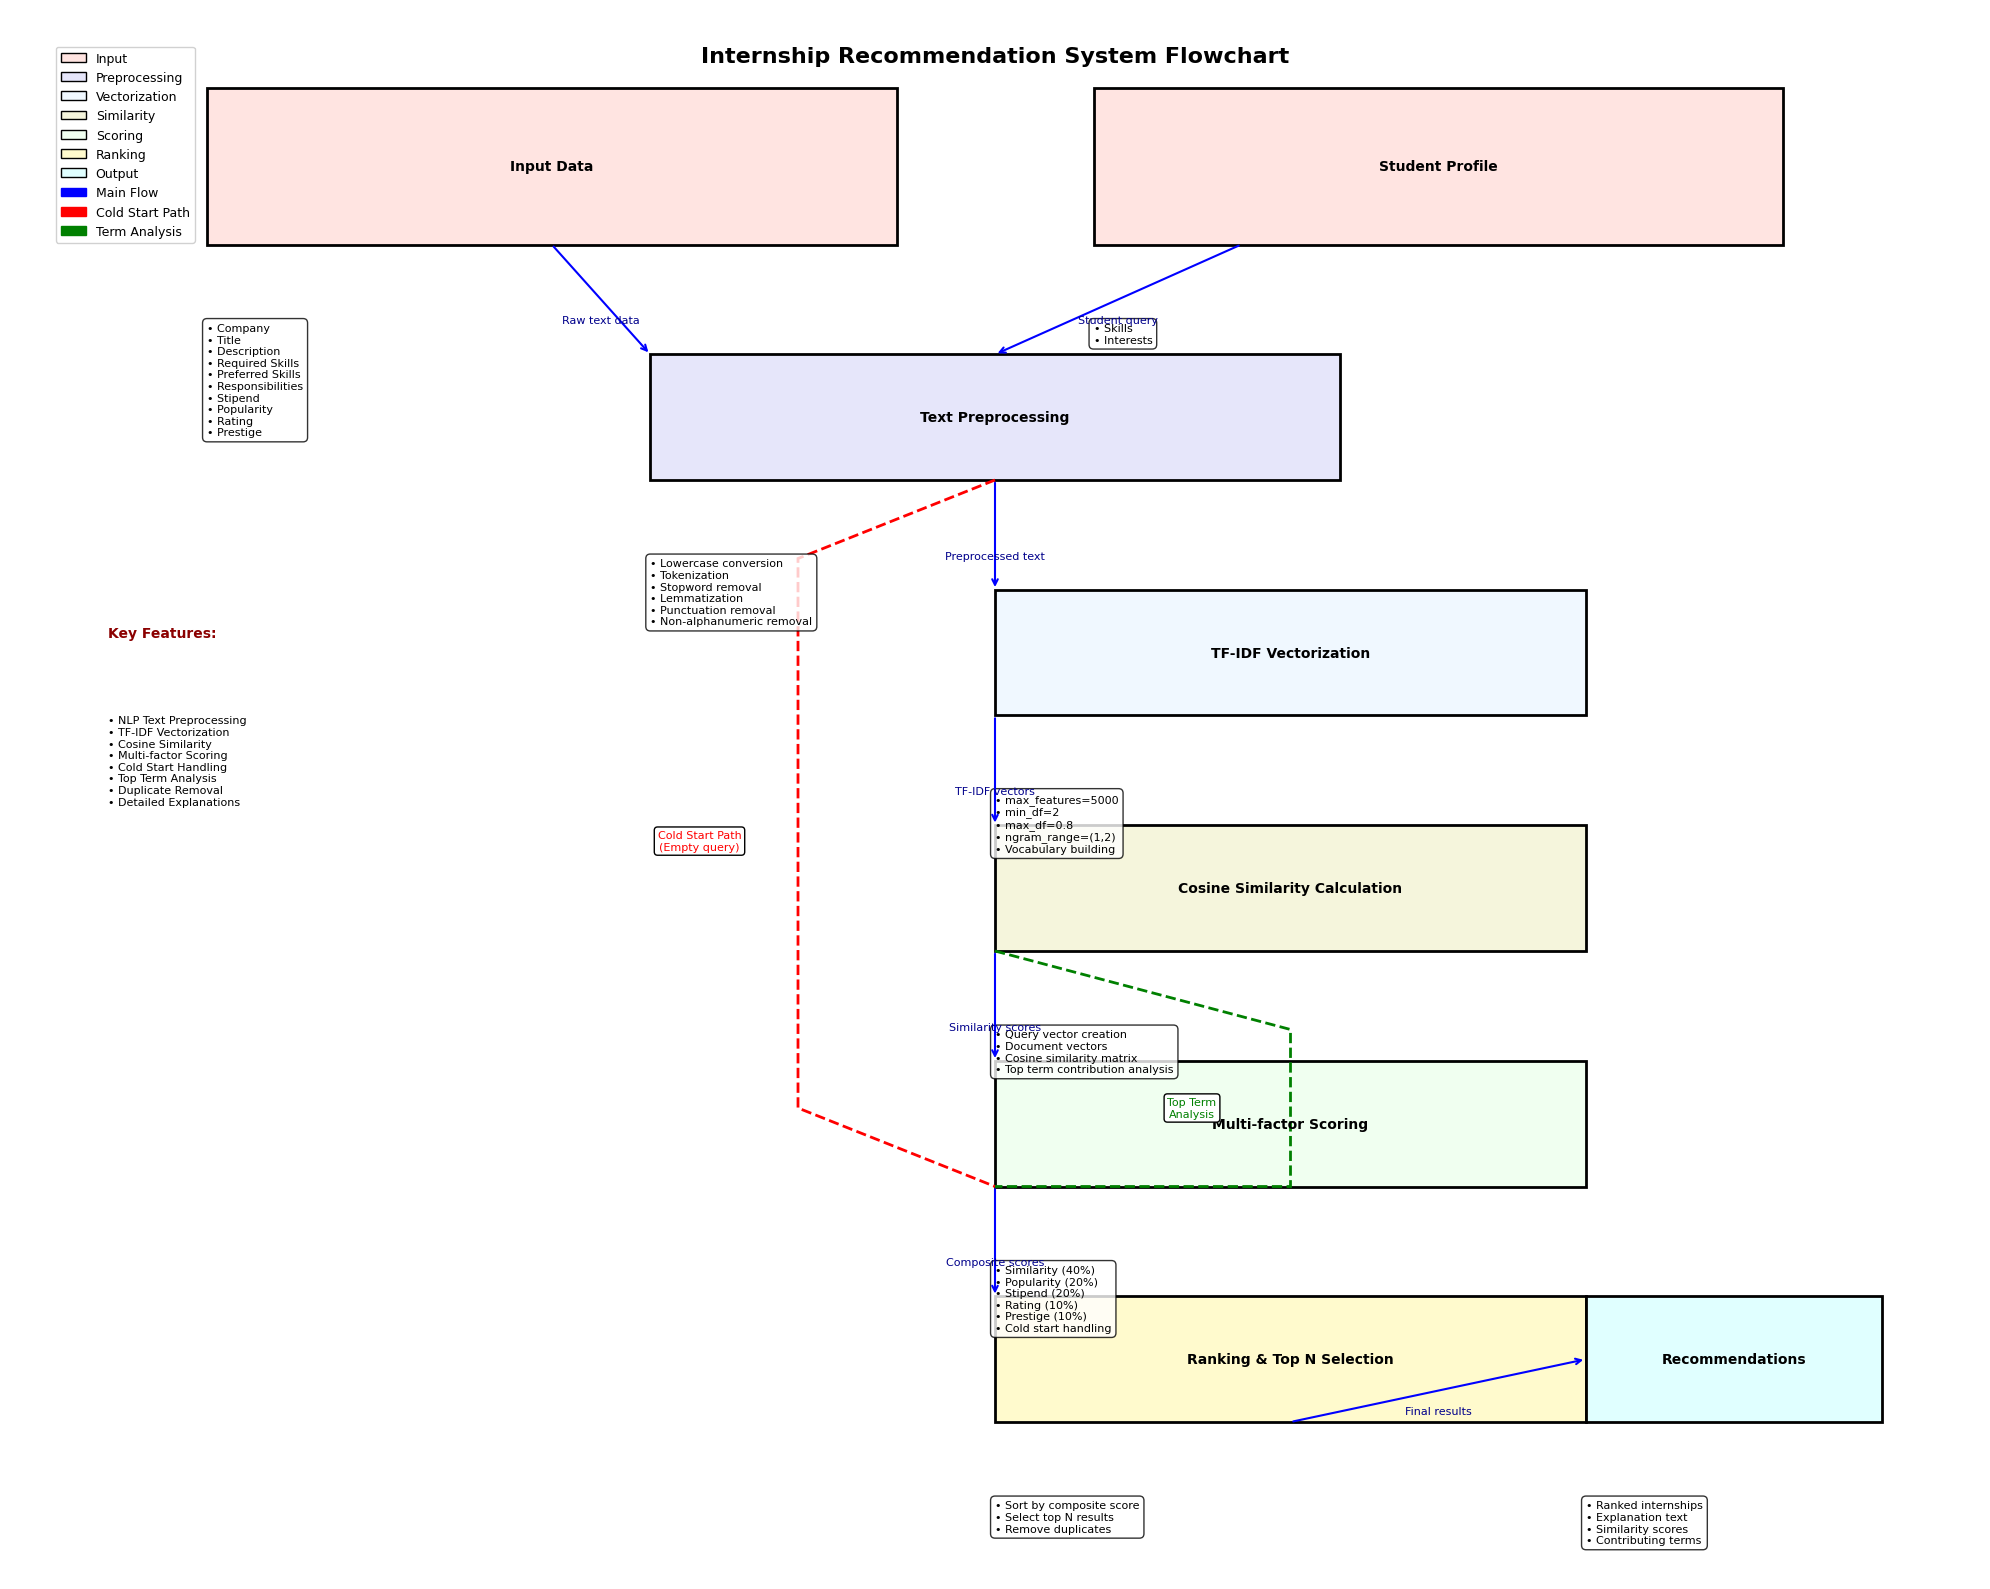 Internship Recommendation System Flowchart
Input
Preprocessing
Vectorization
Similarity
Scoring
Ranking
Output
Main Flow
Cold Start Path
Term Analysis
Input Data
Student Profile
Raw text data
Student query
• Company
• Title
• Description
• Required Skills
• Preferred Skills
• Responsibilities
• Stipend
• Popularity
• Rating
• Prestige
• Skills
• Interests
Text Preprocessing
Preprocessed text
• Lowercase conversion
• Tokenization
• Stopword removal
• Lemmatization
• Punctuation removal
• Non-alphanumeric removal
Key Features:
• NLP Text Preprocessing
• TF-IDF Vectorization
• Cosine Similarity
• Multi-factor Scoring
• Cold Start Handling
• Top Term Analysis
• Duplicate Removal
• Detailed Explanations
TF-IDF Vectorization
TF-IDF vectors
• max_features=5000
• min_df=2
• max_df=0.8
• ngram_range=(1,2)
• Vocabulary building
Cold Start Path
(Empty query)
Cosine Similarity Calculation
Similarity scores
• Query vector creation
• Document vectors
• Cosine similarity matrix
• Top term contribution analysis
Top Term
Analysis
Multi-factor Scoring
Composite scores
• Similarity (40%)
• Popularity (20%)
• Stipend (20%)
• Rating (10%)
• Prestige (10%)
• Cold start handling
Ranking & Top N Selection
Recommendations
Final results
• Sort by composite score
• Select top N results
• Remove duplicates
• Ranked internships
• Explanation text
• Similarity scores
• Contributing terms